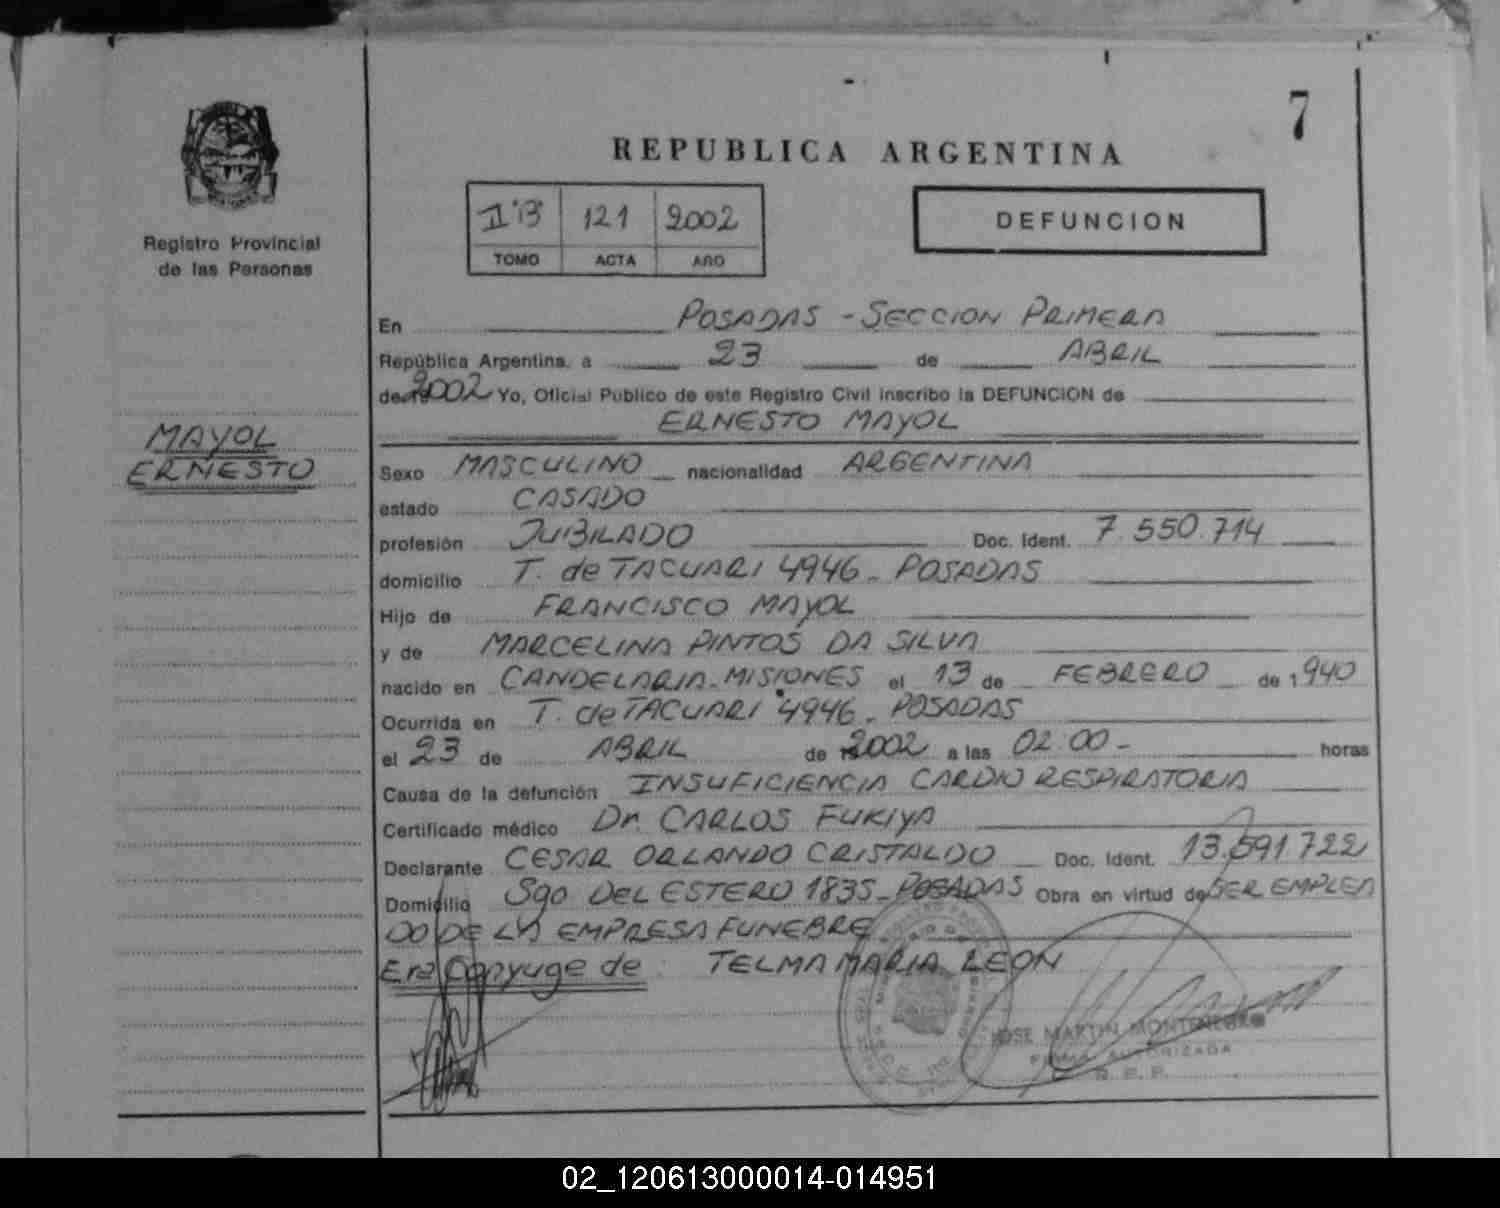 7
REPUBLICA ARGENTINA
Registro Provincial
de las Personas
II"B" 121 2002
TOMO ACTA AÑO
DEFUNCION
MAYOL
ERNESTO
En POSADAS - SECCION PRIMERA
República Argentina, a 23 de ABRIL
de 2002 Yo, Oficial Publico de este Registro Civil inscribo la DEFUNCION de
ERNESTO MAYOL
Sexo MASCULINO nacionalidad ARGENTINA
estado CASADO
profesión JUBILADO Doc. Ident. 7.550.714
domicilio T. de TACUARI 4946 - POSADAS
Hijo de FRANCISCO MAYOL
y de MARCELINA PINTOS DA SILVA
nacido en CANDELARIA - MISIONES el 13 de FEBRERO de 1940
Ocurrida en T. de TACUARI 4946 - POSADAS
el 23 de ABRIL de 2002 a las 02:00 - horas
Causa de la defunción INSUFICIENCIA CARDIO RESPIRATORIA
Certificado médico Dr. CARLOS FUKIYA
Declarante CESAR ORLANDO CRISTALDO Doc. Ident. 13.591.722
Domicilio Sgo DEL ESTERO 1835 - POSADAS Obra en virtud de SER EMPLEA
DO DE LA EMPRESA FUNEBRE
Era Conyuge de : TELMA MARIA LEON
JOSE MARTIN MONTENEGRO
FIRMA AUTORIZADA
R. P. P.
02_120613000014-014951